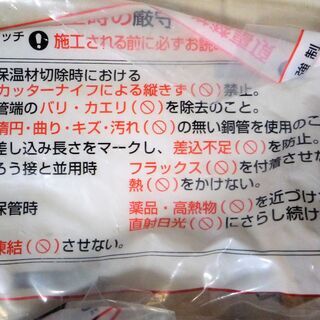 工時の厳守
ッチ ❗ 施工される前に必ずお読
強制
保温材切除時における
カッターナイフによる縦きず(🚫)禁止。
管端のバリ・カエリ(🚫)を除去のこと。
楕円・曲り・キズ・汚れ(🚫)の無い銅管を使用のこ
差し込み長さをマークし、差込不足(🚫)を防止。
ろう接と並用時 フラックス(🚫)を付着させな
熱(🚫)をかけない。
保管時 薬品・高熱物(🚫)を近づけ
直射日光(🚫)にさらし続け
凍結(🚫)させない。